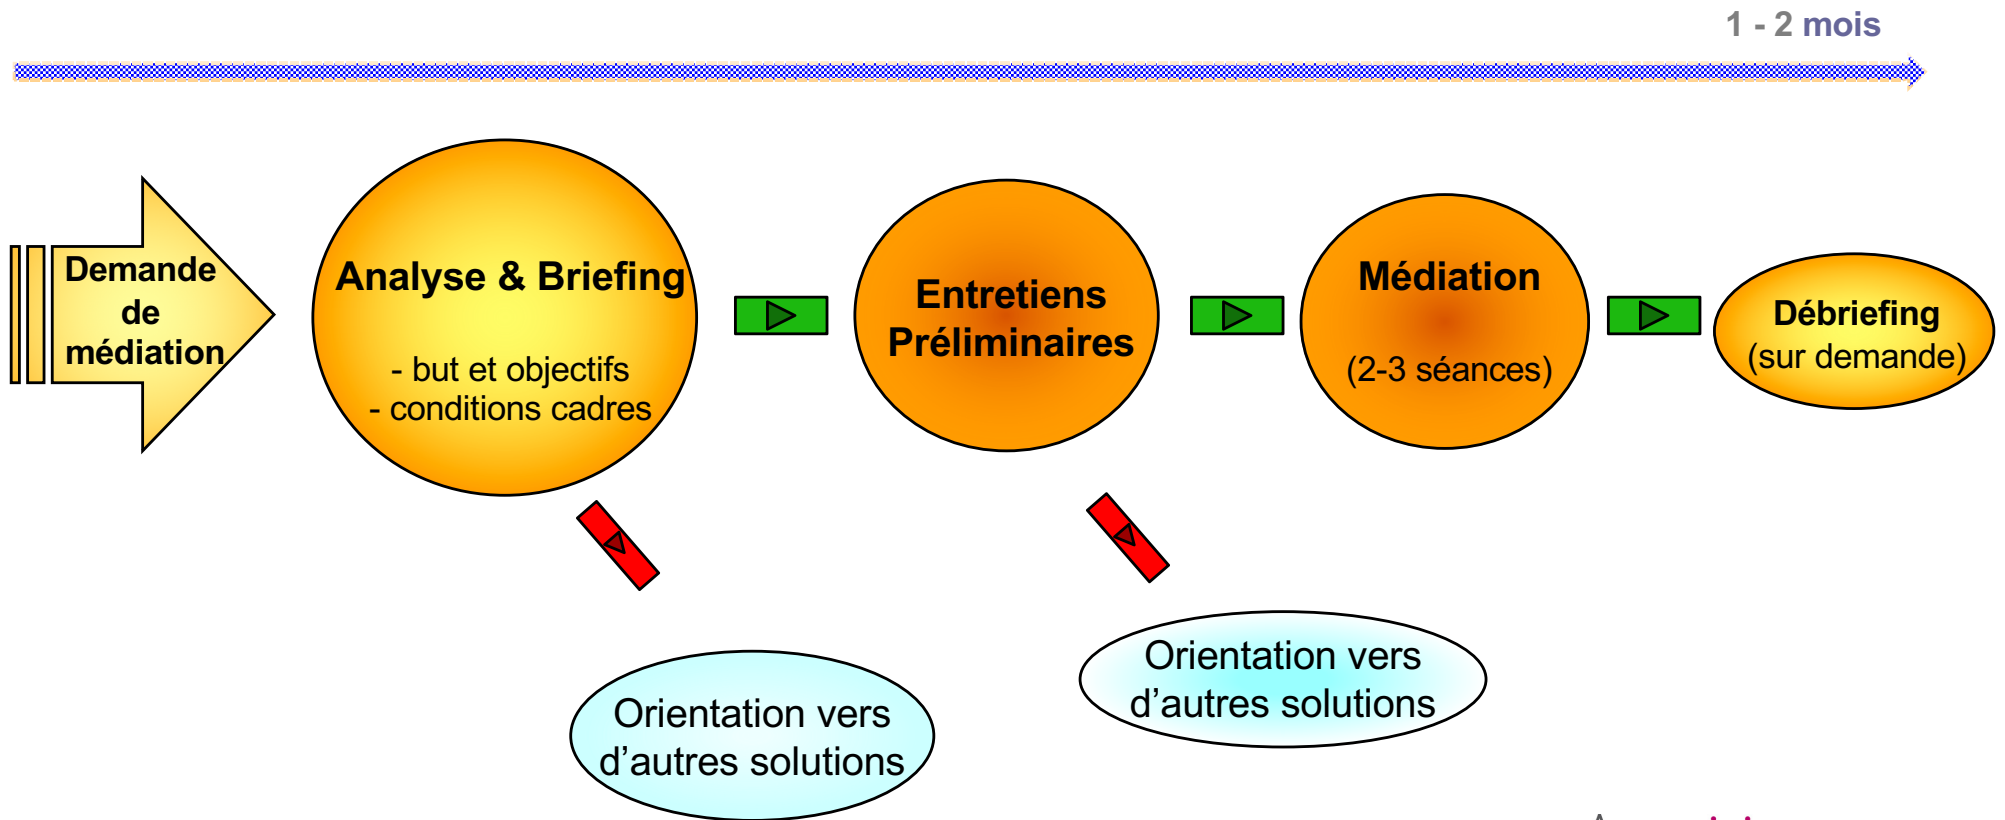 1 - 2 mois
Demande
de
médiation
Analyse & Briefing
- but et objectifs
- conditions cadres
Entretiens
Préliminaires
Médiation
(2-3 séances)
Débriefing
(sur demande)
Orientation vers
d’autres solutions
Orientation vers
d’autres solutions